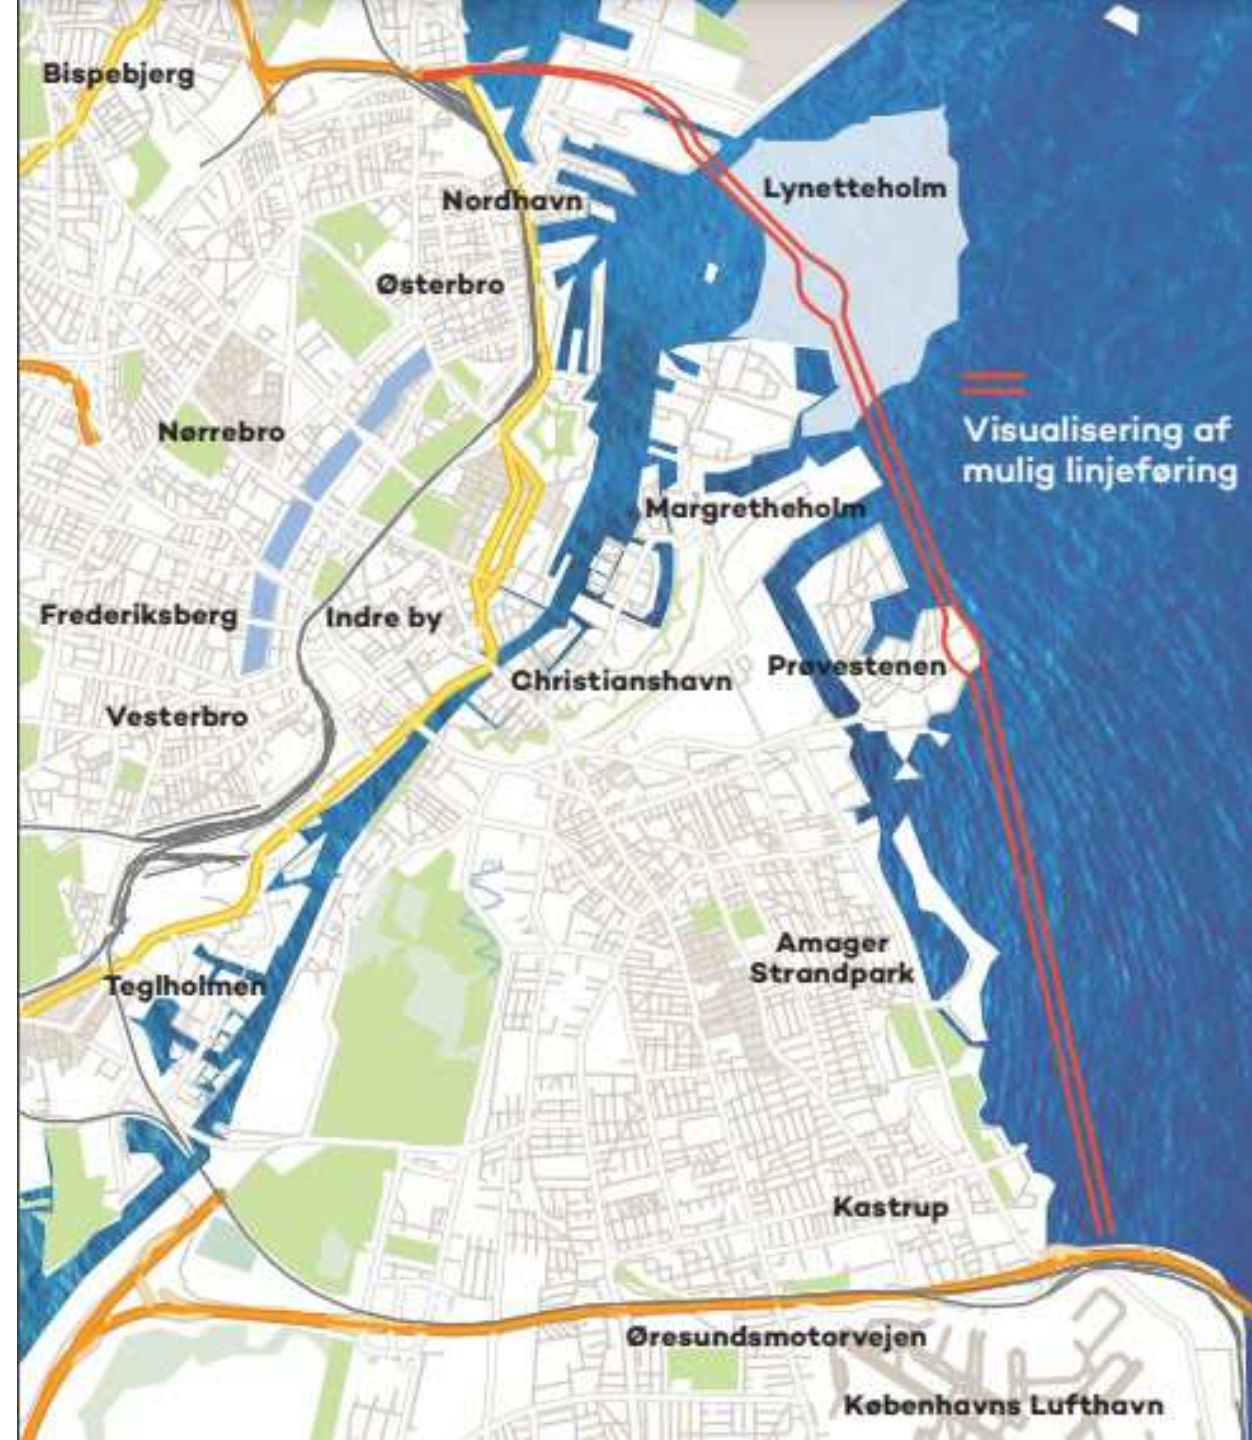 Bispebjerg
Lynetteholm
Nordhavn
Østerbro
Visualisering af
mulig linjeføring
Nørrebro
Margretheholm
Frederiksberg
Indre by
Prøvestenen
Christianshavn
Vesterbro
Amager
Strandpark
Teglholmen
Kastrup
Øresundsmotorvejen
Københavns Lufthavn